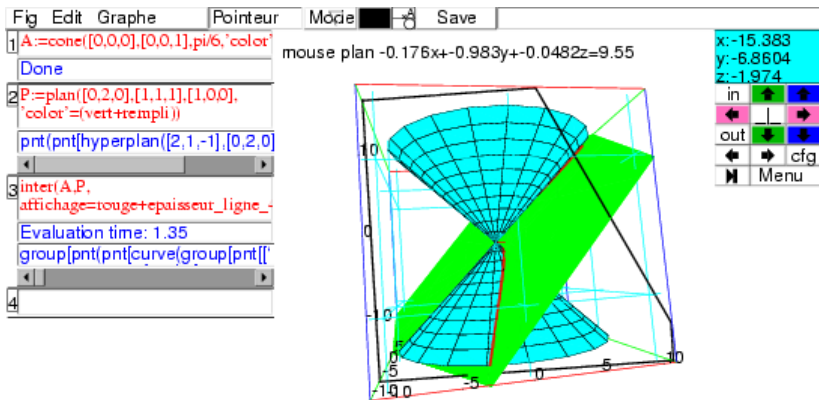 Fig Edit Graphe Pointeur Mode Save
1 A:=cone([0,0,0],[0,0,1],pi/6,'color'
Done
2 P:=plan([0,2,0],[1,1,1],[1,0,0],
'color'=(vert+rempli))
pnt(pnt[hyperplan([2,1,-1],[0,2,0]
3 inter(A,P,
affichage=rouge+epaisseur_ligne_
Evaluation time: 1.35
group[pnt(pnt[curve(group[pnt[['
4
mouse plan -0.176x+-0.983y+-0.0482z=9.55
10
0
-10
-5
0
5
-10
-5
0
10
x:-15.383
y:-6.8604
z:-1.974
in
_|_
out
cfg
Menu